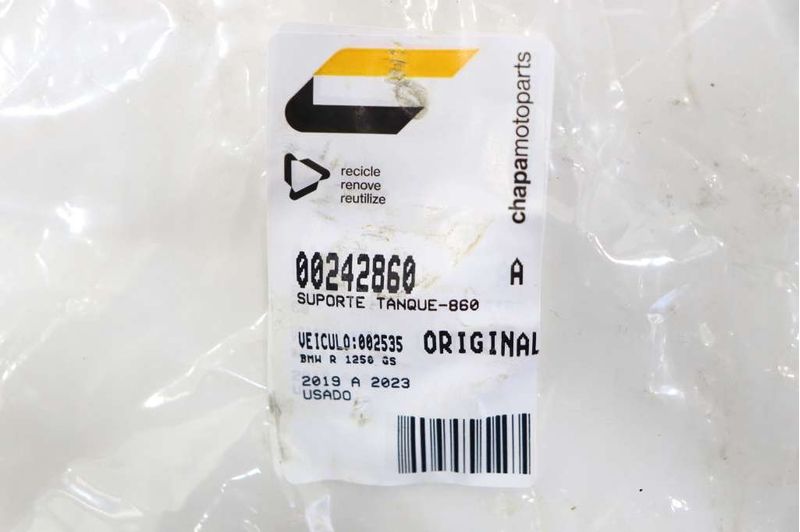 chapamotoparts
recicle
renove
reutilize
00242860 A
SUPORTE TANQUE-860
VEICULO:002535 ORIGINAL
BMW R 1250 GS
2019 A 2023
USADO